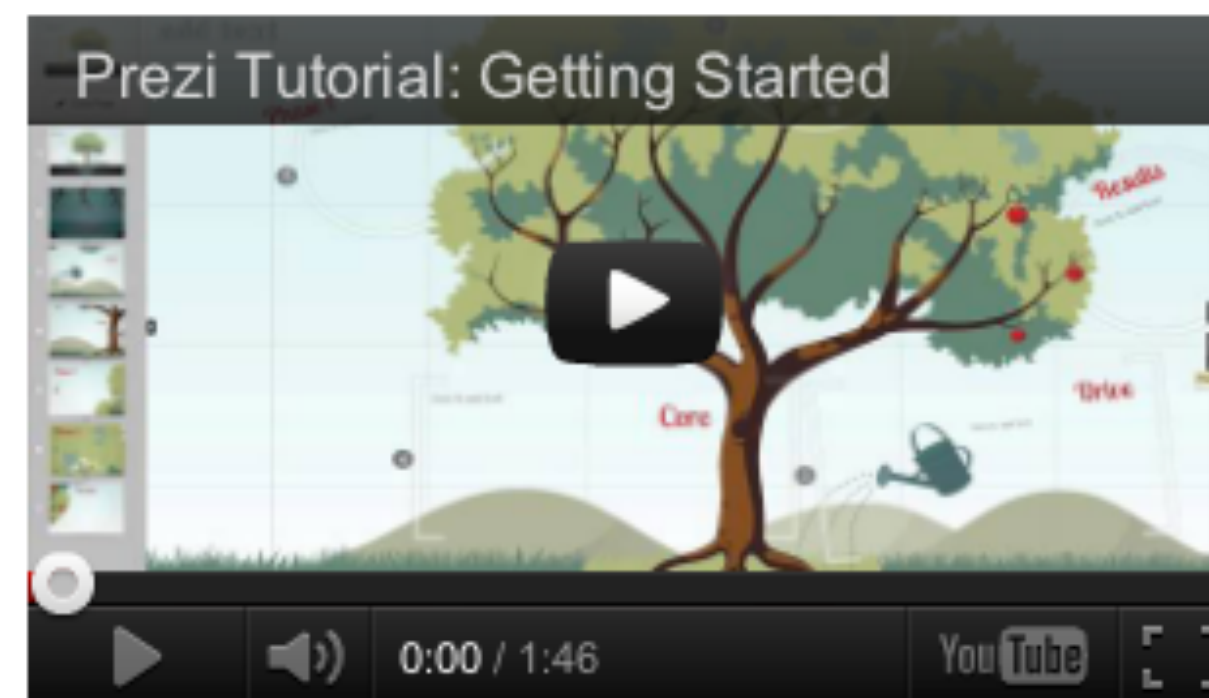 Prezi Tutorial: Getting Started
Results
Core
Drive
0:00 / 1:46
YouTube